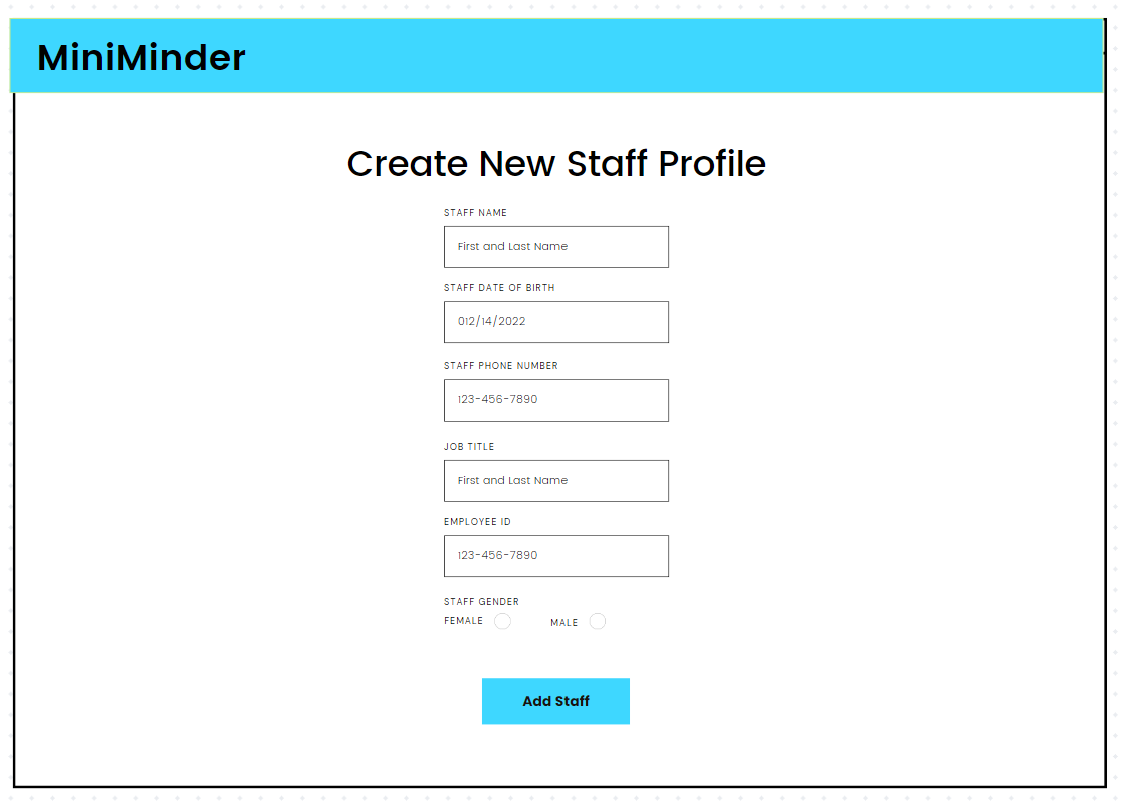 MiniMinder
Create New Staff Profile
STAFF NAME
First and Last Name
STAFF DATE OF BIRTH
012/14/2022
STAFF PHONE NUMBER
123-456-7890
JOB TITLE
First and Last Name
EMPLOYEE ID
123-456-7890
STAFF GENDER
FEMALE MALE
Add Staff